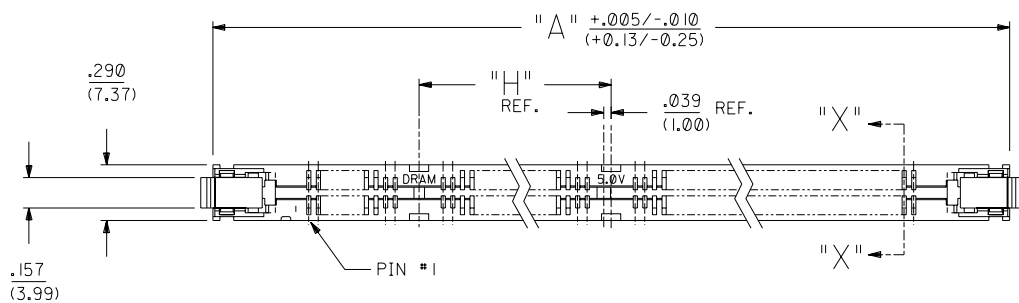 "A" +.005/-.010
(+0.13/-0.25)
.290
(7.37)
"H"
REF.
.039 REF.
(1.00)
"X"
DRAM
5.0V
"X"
PIN #1
.157
(3.99)